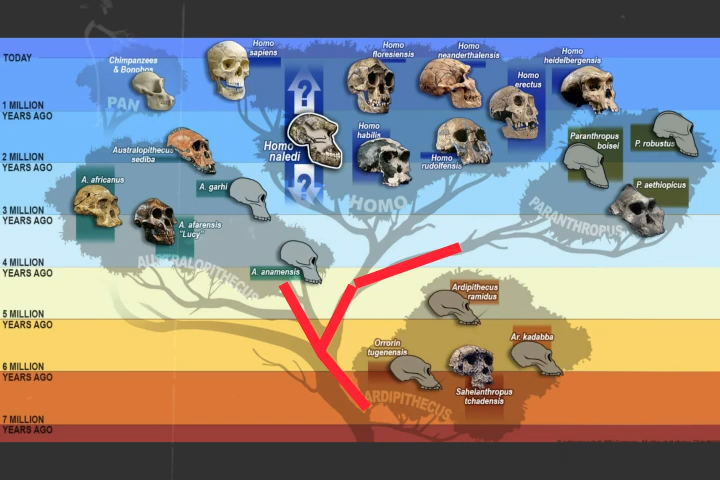 TODAY
1 MILLION
YEARS AGO
2 MILLION
YEARS AGO
3 MILLION
YEARS AGO
4 MILLION
YEARS AGO
5 MILLION
YEARS AGO
6 MILLION
YEARS AGO
7 MILLION
YEARS AGO
Chimpanzees
& Bonobos
PAN
Homo
sapiens
Homo
floresiensis
Homo
neanderthalensis
Homo
heidelbergensis
Homo
erectus
?
Homo
naledi
?
Homo
habilis
Homo
rudolfensis
HOMO
Australopithecus
sediba
A. africanus
A. garhi
A. afarensis
"Lucy"
A. anamensis
AUSTRALOPITHECUS
Paranthropus
boisei
P. robustus
P. aethiopicus
PARANTHROPUS
Ardipithecus
ramidus
Ar. kadabba
Orrorin
tugenensis
Sahelanthropus
tchadensis
ARDIPITHECUS